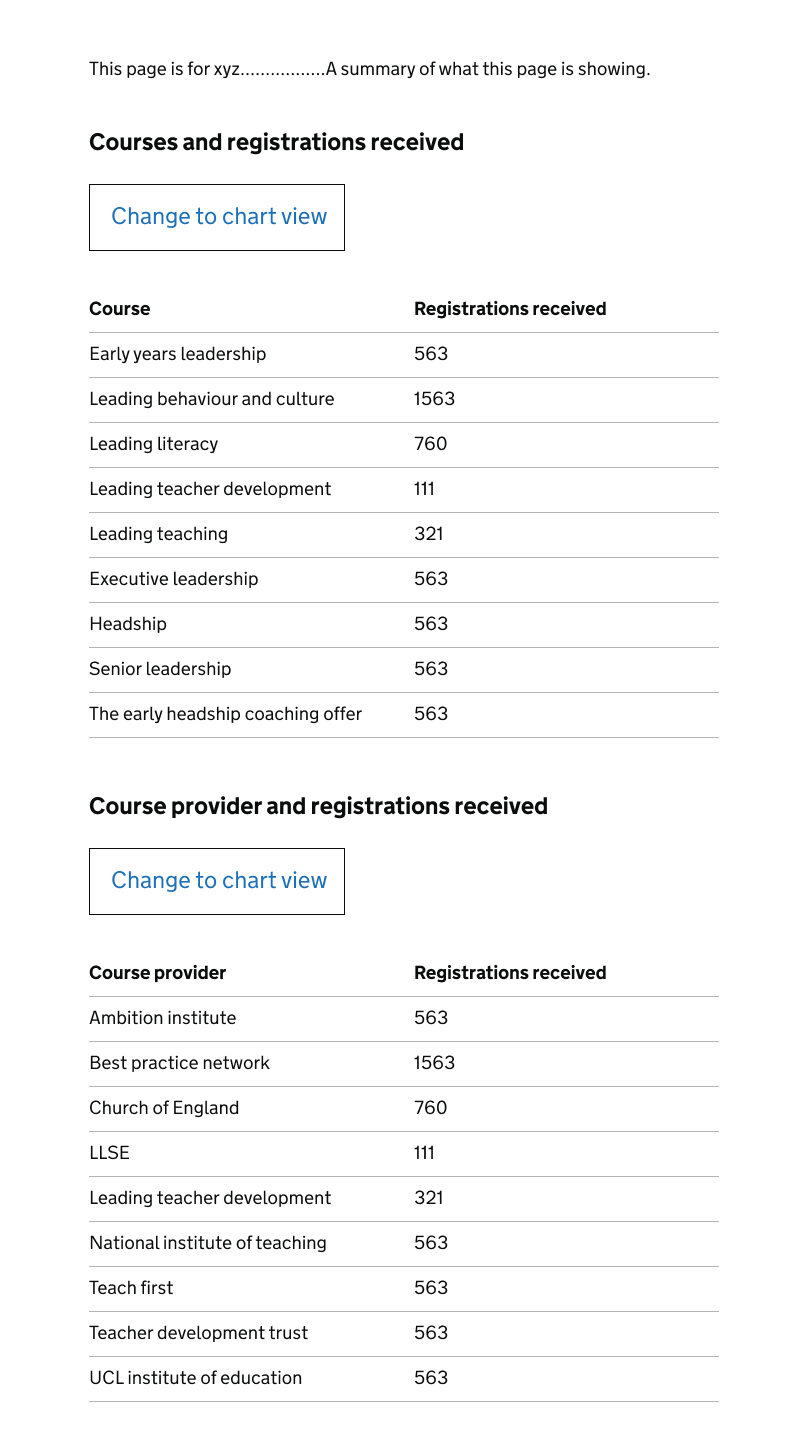 This page is for xyz.................A summary of what this page is showing.
Courses and registrations received
Change to chart view
Course Registrations received
Early years leadership 563
Leading behaviour and culture 1563
Leading literacy 760
Leading teacher development 111
Leading teaching 321
Executive leadership 563
Headship 563
Senior leadership 563
The early headship coaching offer 563
Course provider and registrations received
Change to chart view
Course provider Registrations received
Ambition institute 563
Best practice network 1563
Church of England 760
LLSE 111
Leading teacher development 321
National institute of teaching 563
Teach first 563
Teacher development trust 563
UCL institute of education 563